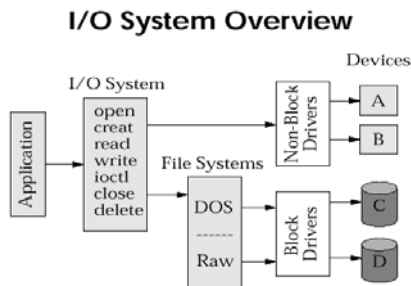 I/O System Overview
Devices
I/O System
Application
open
creat
read
write
ioctl
close
delete
Non-Block
Drivers
A
B
File Systems
DOS
------
Raw
Block
Drivers
C
D